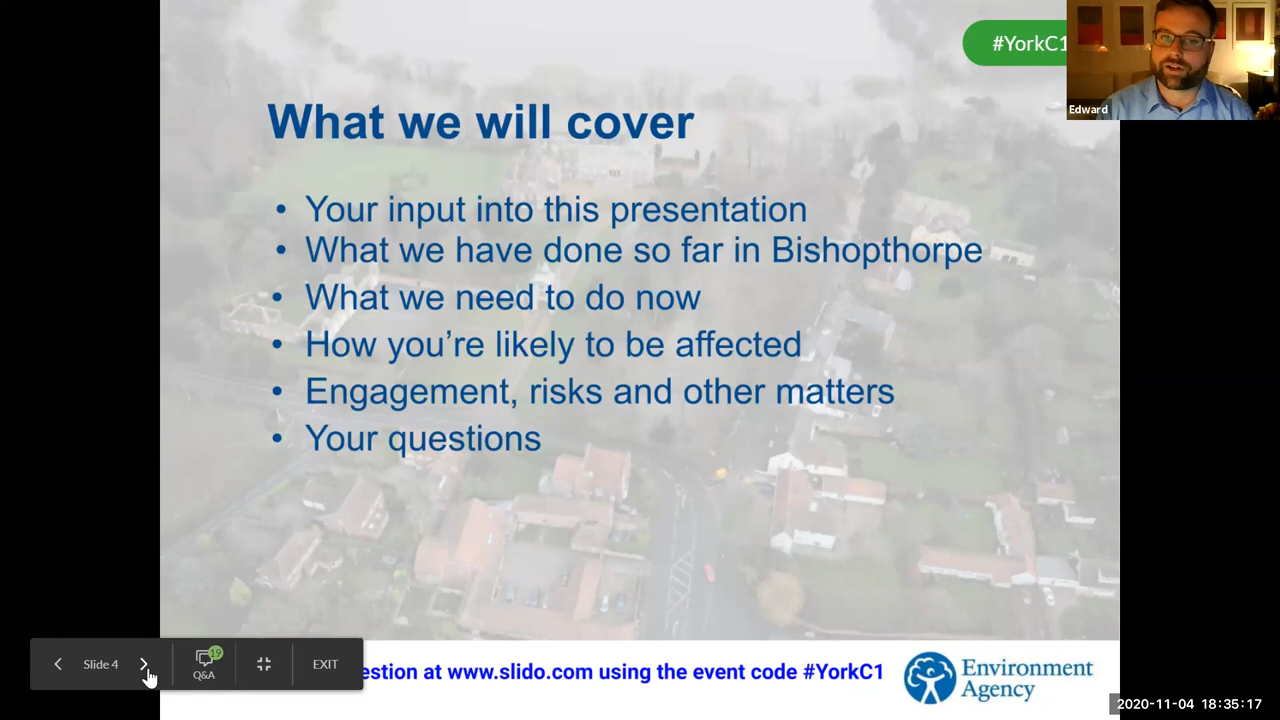 #YorkC1
Edward
What we will cover
• Your input into this presentation
• What we have done so far in Bishopthorpe
• What we need to do now
• How you’re likely to be affected
• Engagement, risks and other matters
• Your questions
Slide 4
19
Q&A
EXIT
estion at www.slido.com using the event code #YorkC1
Environment
Agency
2020-11-04 18:35:17